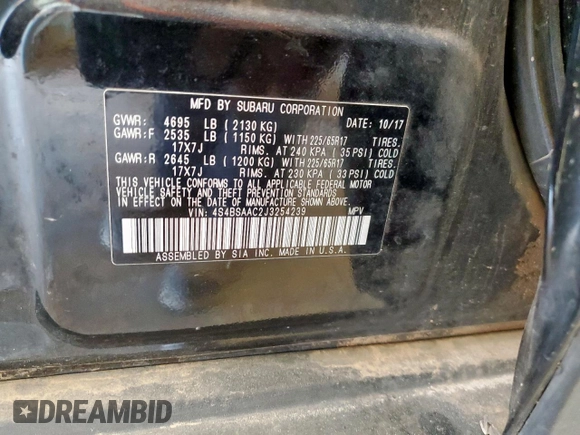 MFD BY SUBARU CORPORATION
GVWR: 4695 LB ( 2130 KG) DATE: 10/17
GAWR:F 2535 LB ( 1150 KG) WITH 225/65R17 TIRES.
17X7J RIMS. AT 240 KPA ( 35 PSI) COLD
GAWR:R 2645 LB ( 1200 KG) WITH 225/65R17 TIRES.
17X7J RIMS. AT 230 KPA ( 33 PSI) COLD
THIS VEHICLE CONFORMS TO ALL APPLICABLE FEDERAL MOTOR
VEHICLE SAFETY AND THEFT PREVENTION STANDARDS
IN EFFECT ON THE DATE OF MANUFACTURE SHOWN ABOVE.
VIN: 4S4BSAAC2J3254239 MPV
ASSEMBLED BY SIA INC. MADE IN U.S.A.
DREAMBID